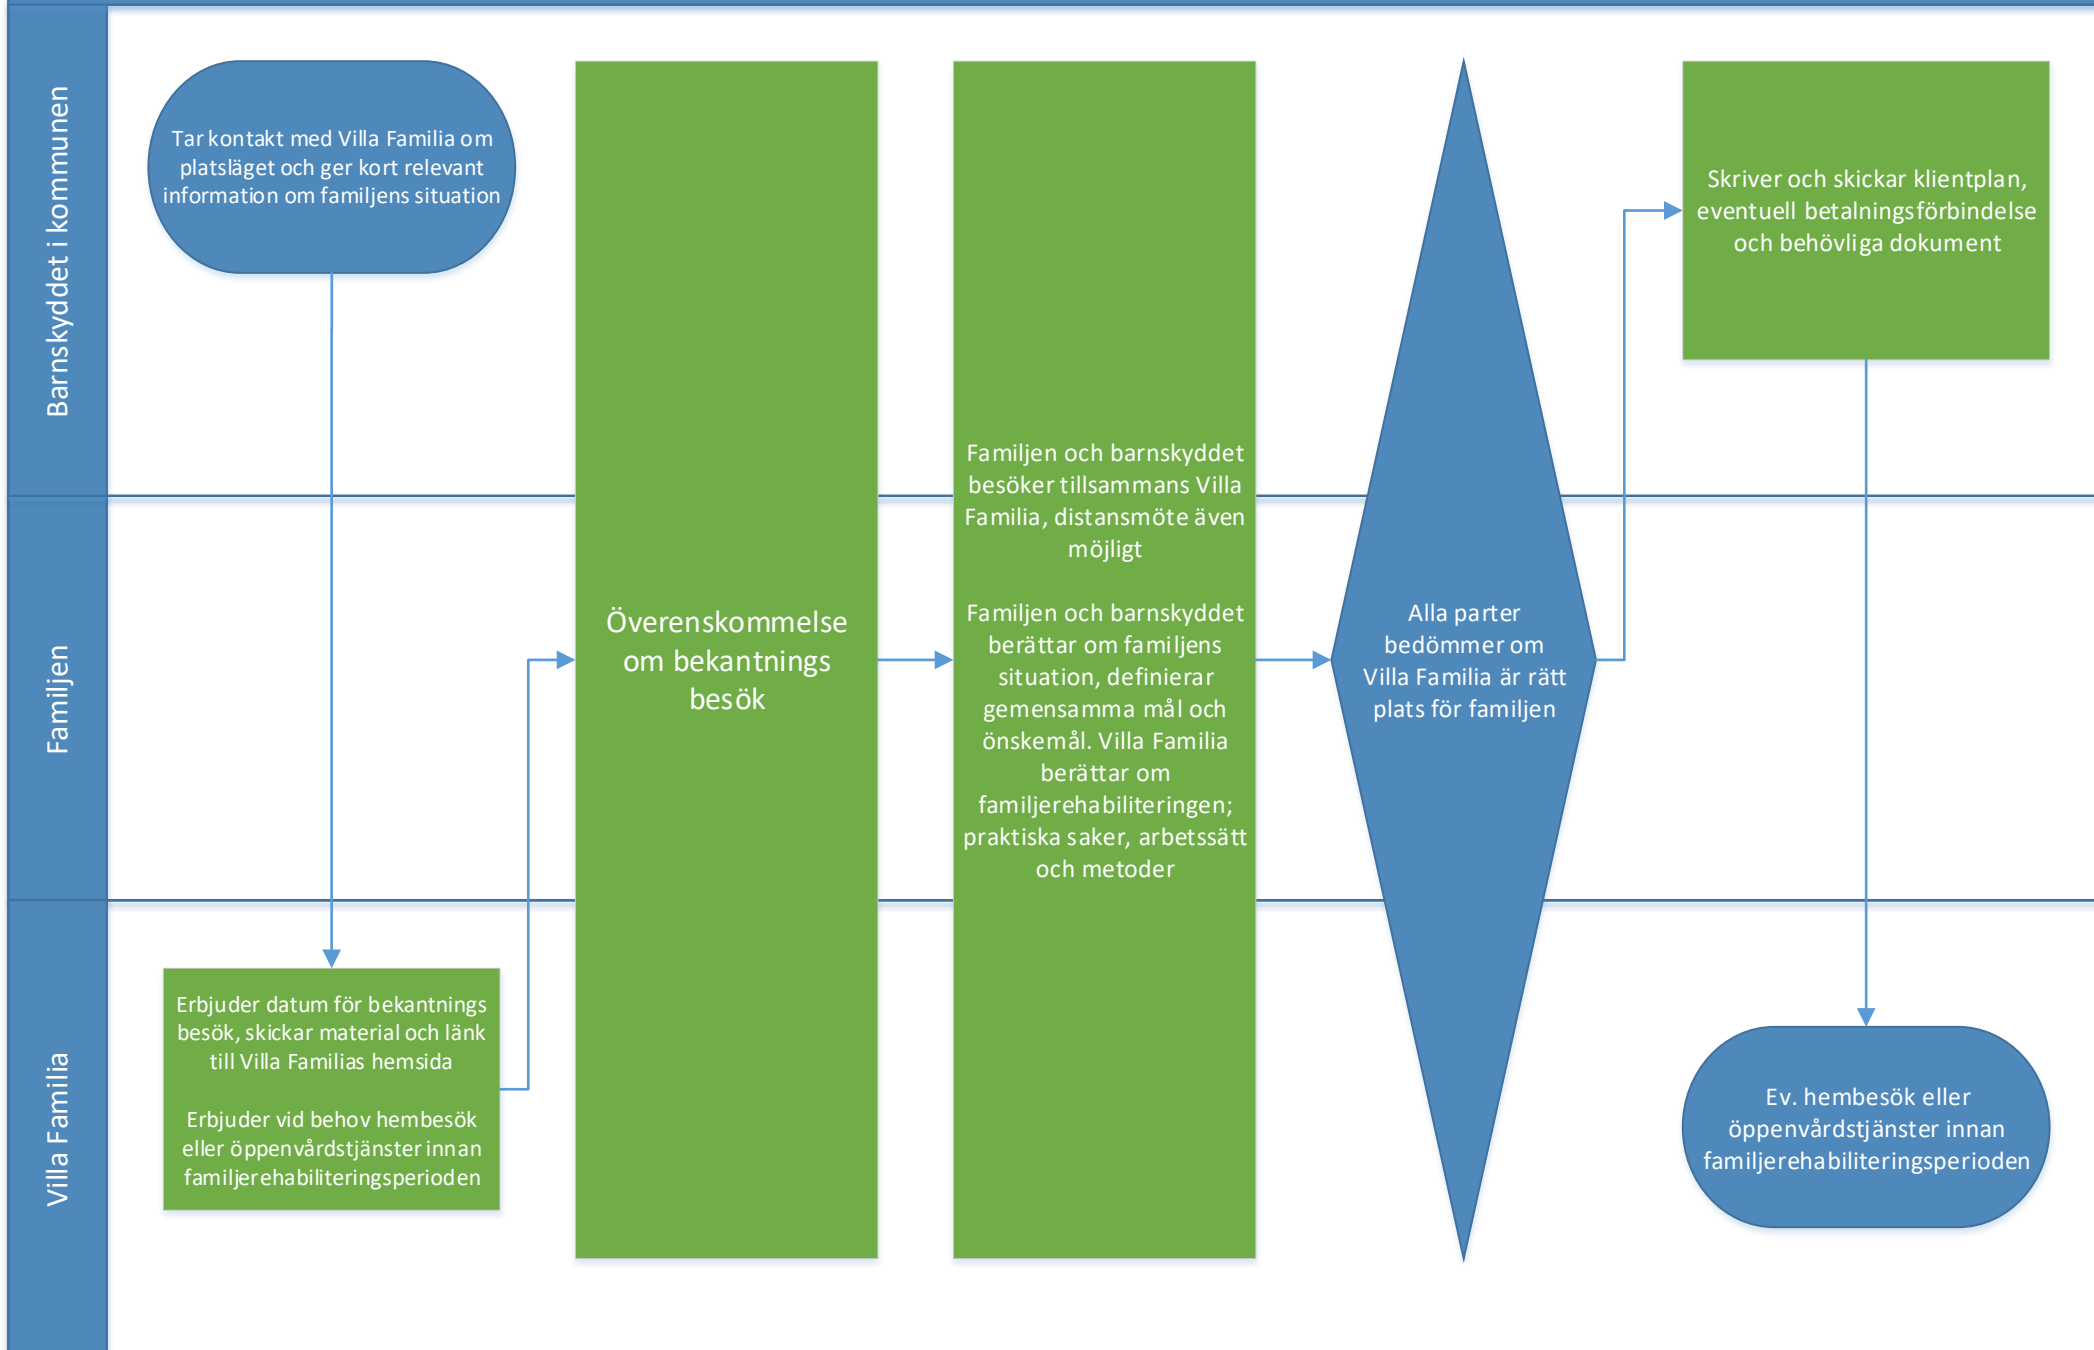 Barnskyddet i kommunen
Tar kontakt med Villa Familia om
platsläget och ger kort relevant
information om familjens situation
Skriver och skickar klientplan,
eventuell betalningsförbindelse
och behövliga dokument
Familjen
Överenskommelse
om bekantnings
besök
Familjen och barnskyddet
besöker tillsammans Villa
Familia, distansmöte även
möjligt
Familjen och barnskyddet
berättar om familjens
situation, definierar
gemensamma mål och
önskemål. Villa Familia
berättar om
familjerehabiliteringen;
praktiska saker, arbetssätt
och metoder
Alla parter
bedömmer om
Villa Familia är rätt
plats för familjen
Villa Familia
Erbjuder datum för bekantnings
besök, skickar material och länk
till Villa Familias hemsida
Erbjuder vid behov hembesök
eller öppenvårdstjänster innan
familjerehabiliteringsperioden
Ev. hembesök eller
öppenvårdstjänster innan
familjerehabiliteringsperioden